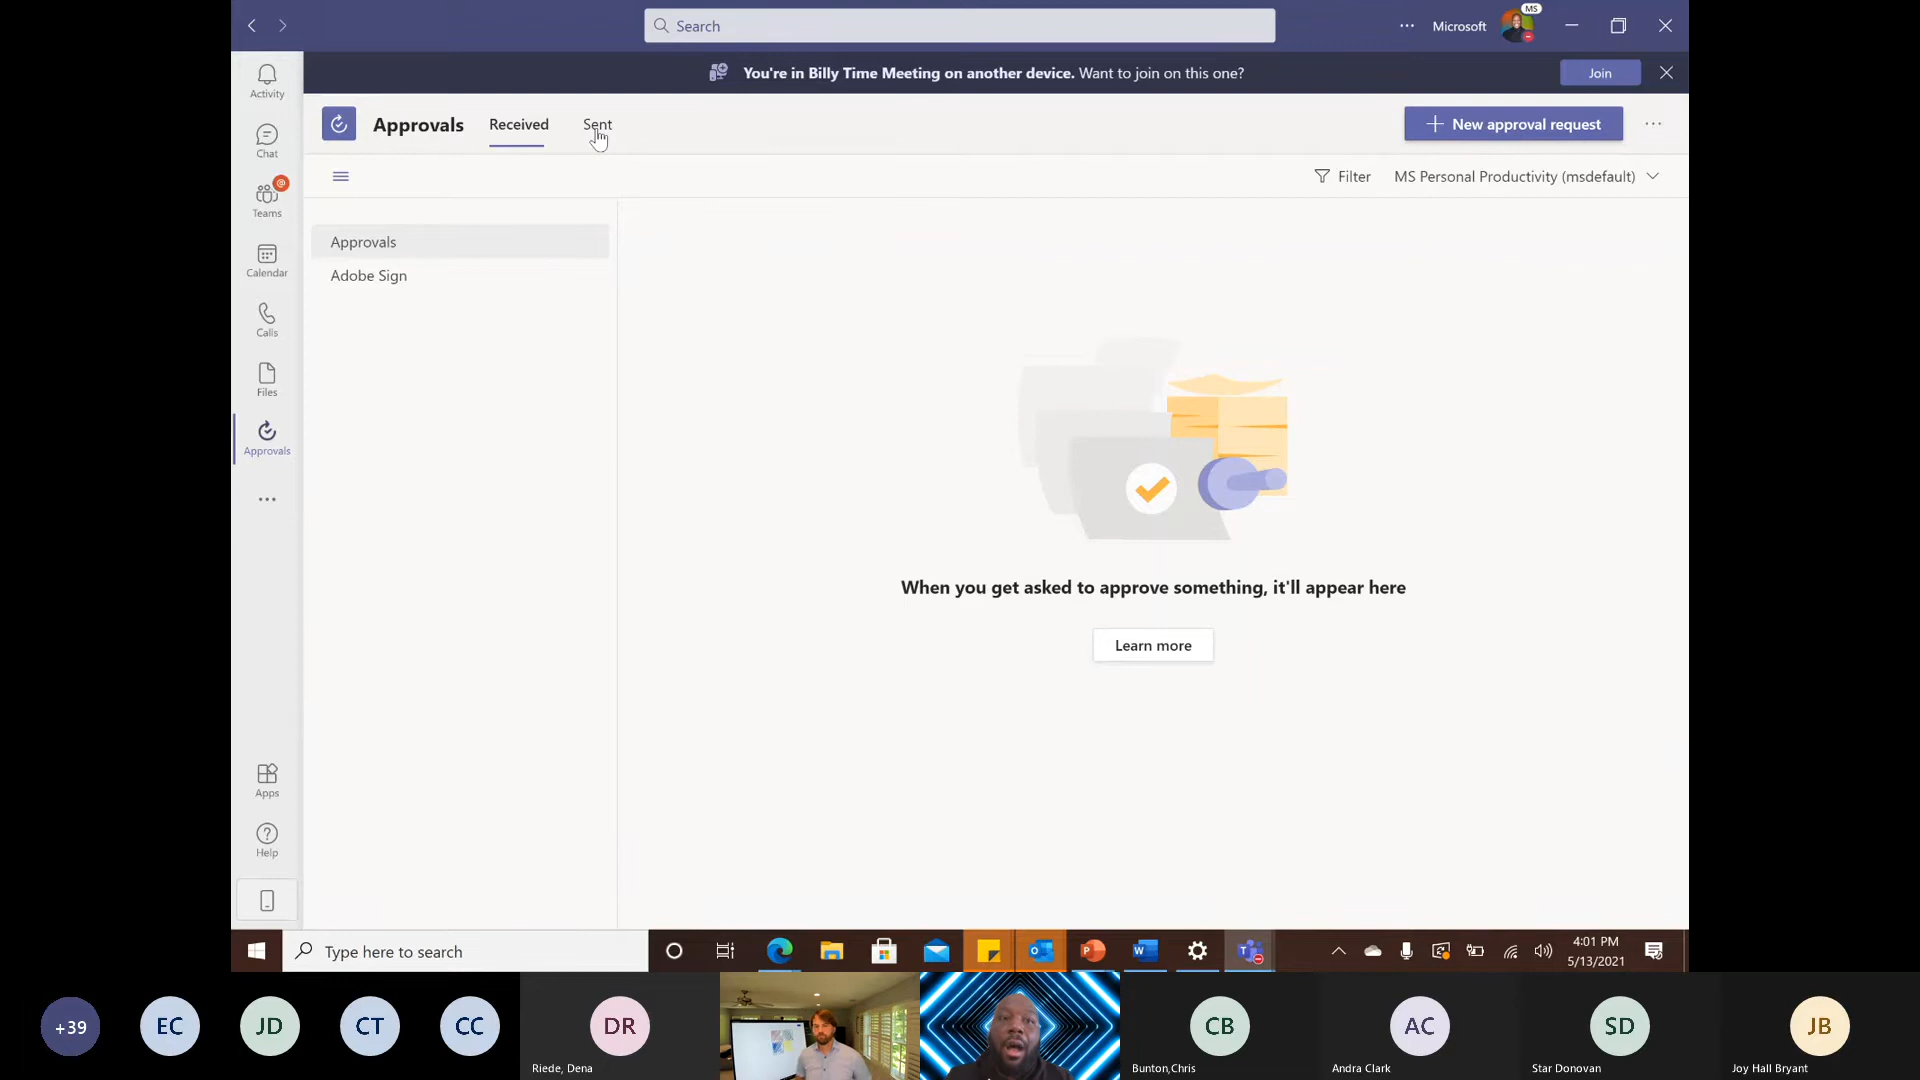 Search
Microsoft
MS
You're in Billy Time Meeting on another device. Want to join on this one?
Join
Activity
Chat
@
Teams
Calendar
Calls
Files
Approvals
Apps
Help
Approvals
Received
Sent
New approval request
Filter
MS Personal Productivity (msdefault)
Approvals
Adobe Sign
When you get asked to approve something, it'll appear here
Learn more
Type here to search
4:01 PM
5/13/2021
+39
EC
JD
CT
CC
DR
Riede, Dena
CB
Bunton,Chris
AC
Andra Clark
SD
Star Donovan
JB
Joy Hall Bryant